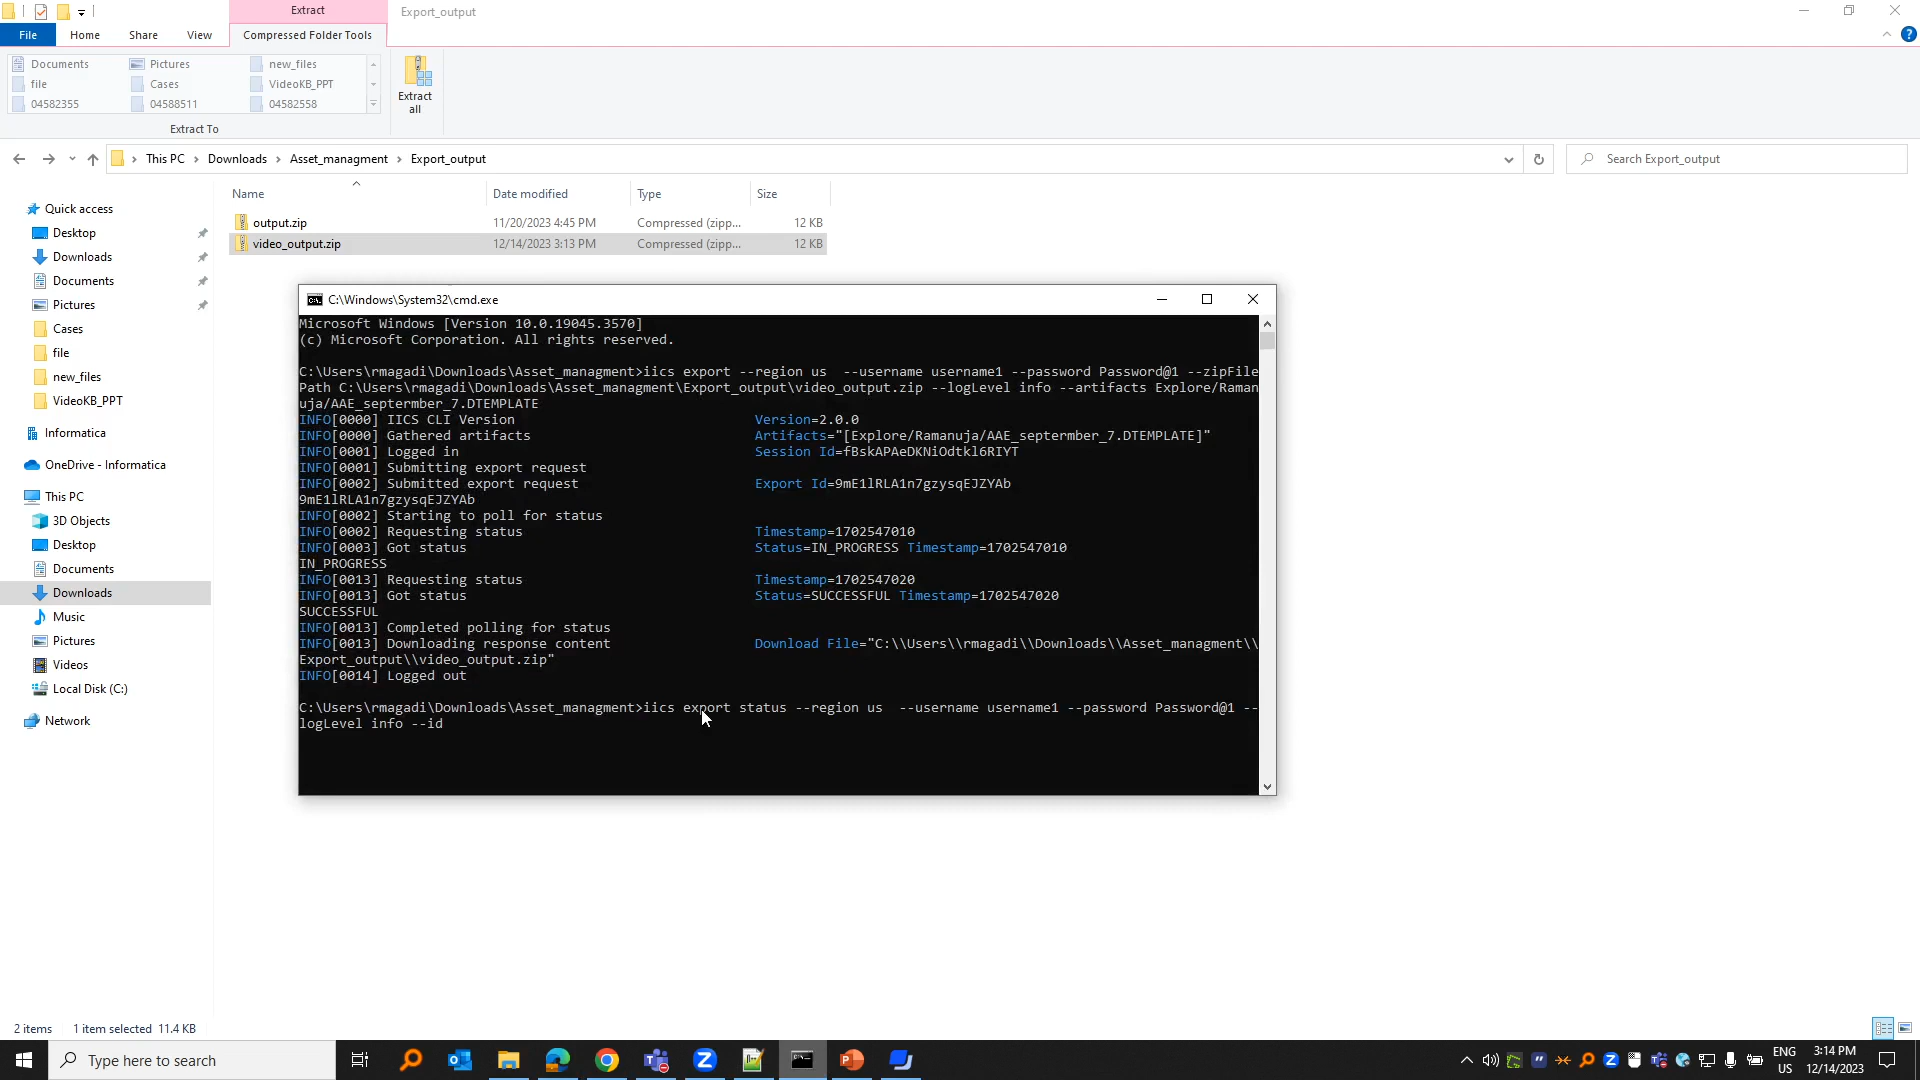 Extract
Export_output
File
Home
Share
View
Compressed Folder Tools
Documents
Pictures
new_files
file
Cases
VideoKB_PPT
04582355
04588511
04582558
Extract To
Extract
all
This PC
Downloads
Asset_managment
Export_output
Search Export_output
Name
Date modified
Type
Size
output.zip
11/20/2023 4:45 PM
Compressed (zipp...
12 KB
video_output.zip
12/14/2023 3:13 PM
Compressed (zipp...
12 KB
Quick access
Desktop
Downloads
Documents
Pictures
Cases
file
new_files
VideoKB_PPT
Informatica
OneDrive - Informatica
This PC
3D Objects
Desktop
Documents
Downloads
Music
Pictures
Videos
Local Disk (C:)
Network
C:\Windows\System32\cmd.exe
Microsoft Windows [Version 10.0.19045.3570]
(c) Microsoft Corporation. All rights reserved.
C:\Users\rmagadi\Downloads\Asset_managment>iics export --region us  --username username1 --password Password@1 --zipFile
Path C:\Users\rmagadi\Downloads\Asset_managment\Export_output\video_output.zip --logLevel info --artifacts Explore/Raman
uja/AAE_septermber_7.DTEMPLATE
INFO[0000] IICS CLI Version Version=2.0.0
INFO[0000] Gathered artifacts Artifacts="[Explore/Ramanuja/AAE_septermber_7.DTEMPLATE]"
INFO[0001] Logged in Session Id=fBskAPAeDKNiOdtkl6RIYT
INFO[0001] Submitting export request
INFO[0002] Submitted export request Export Id=9mE1lRLA1n7gzysqEJZYAb
9mE1lRLA1n7gzysqEJZYAb
INFO[0002] Starting to poll for status
INFO[0002] Requesting status Timestamp=1702547010
INFO[0003] Got status Status=IN_PROGRESS Timestamp=1702547010
IN_PROGRESS
INFO[0013] Requesting status Timestamp=1702547020
INFO[0013] Got status Status=SUCCESSFUL Timestamp=1702547020
SUCCESSFUL
INFO[0013] Completed polling for status
INFO[0013] Downloading response content Download File="C:\\Users\\rmagadi\\Downloads\\Asset_managment\\
Export_output\\video_output.zip"
INFO[0014] Logged out
C:\Users\rmagadi\Downloads\Asset_managment>iics export status --region us  --username username1 --password Password@1 --
logLevel info --id
2 items
1 item selected 11.4 KB
Type here to search
ENG
US
3:14 PM
12/14/2023